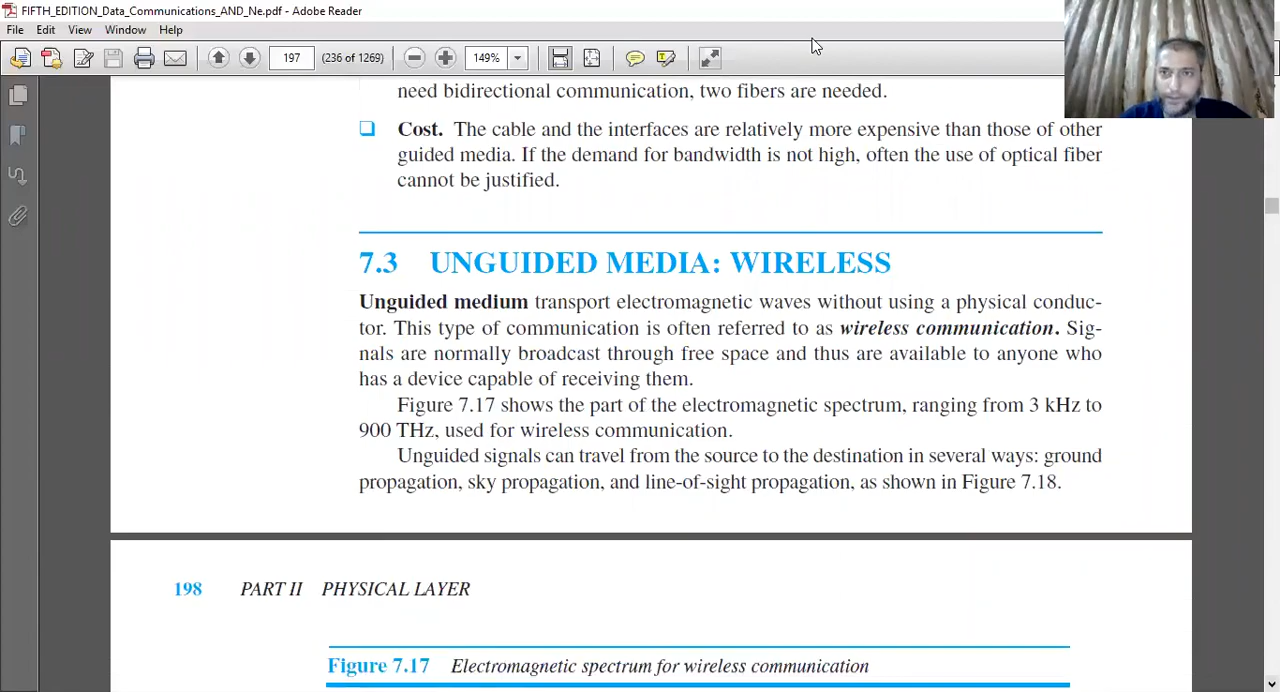 FIFTH_EDITION_Data_Communications_AND_Ne.pdf - Adobe Reader
File Edit View Window Help
197 (236 of 1269) 149%
need bidirectional communication, two fibers are needed.
❑ Cost. The cable and the interfaces are relatively more expensive than those of other
guided media. If the demand for bandwidth is not high, often the use of optical fiber
cannot be justified.
7.3 UNGUIDED MEDIA: WIRELESS
Unguided medium transport electromagnetic waves without using a physical conduc-
tor. This type of communication is often referred to as wireless communication. Sig-
nals are normally broadcast through free space and thus are available to anyone who
has a device capable of receiving them.
Figure 7.17 shows the part of the electromagnetic spectrum, ranging from 3 kHz to
900 THz, used for wireless communication.
Unguided signals can travel from the source to the destination in several ways: ground
propagation, sky propagation, and line-of-sight propagation, as shown in Figure 7.18.
198 PART II PHYSICAL LAYER
Figure 7.17 Electromagnetic spectrum for wireless communication